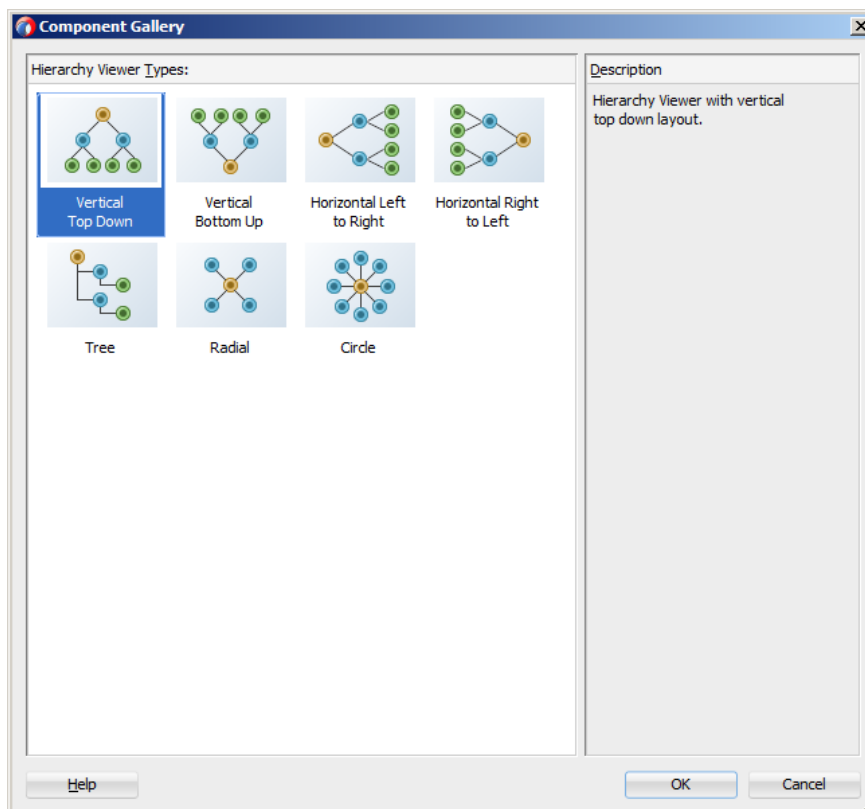 Component Gallery
Hierarchy Viewer Types:
Vertical
Top Down
Vertical
Bottom Up
Horizontal Left
to Right
Horizontal Right
to Left
Tree
Radial
Circle
Description
Hierarchy Viewer with vertical
top down layout.
Help
OK
Cancel